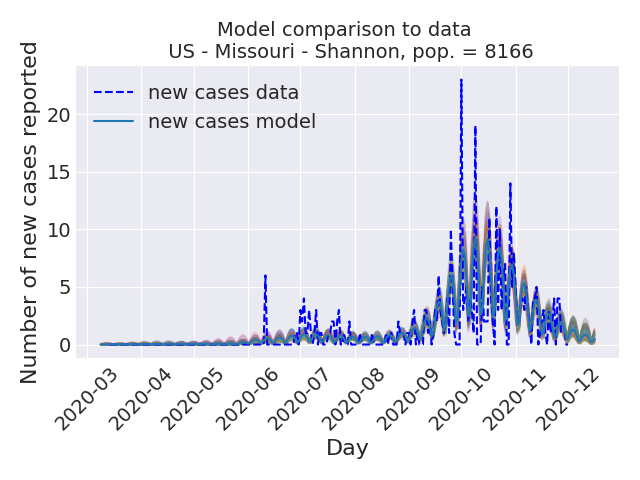 Model comparison to data
US - Missouri - Shannon, pop. = 8166
Number of new cases reported
new cases data
new cases model
20
15
10
5
0
2020-03
2020-04
2020-05
2020-06
2020-07
2020-08
2020-09
2020-10
2020-11
2020-12
Day